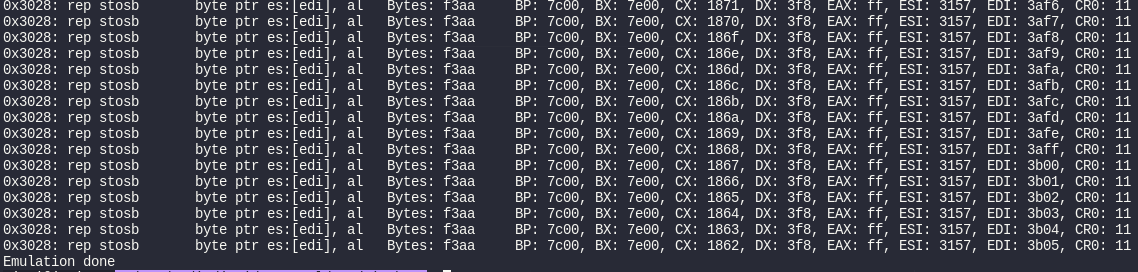 0x3028: rep stosb       byte ptr es:[edi], al   Bytes: f3aa     BP: 7c00, BX: 7e00, CX: 1871, DX: 3f8, EAX: ff, ESI: 3157, EDI: 3af6, CR0: 11
0x3028: rep stosb       byte ptr es:[edi], al   Bytes: f3aa     BP: 7c00, BX: 7e00, CX: 1870, DX: 3f8, EAX: ff, ESI: 3157, EDI: 3af7, CR0: 11
0x3028: rep stosb       byte ptr es:[edi], al   Bytes: f3aa     BP: 7c00, BX: 7e00, CX: 186f, DX: 3f8, EAX: ff, ESI: 3157, EDI: 3af8, CR0: 11
0x3028: rep stosb       byte ptr es:[edi], al   Bytes: f3aa     BP: 7c00, BX: 7e00, CX: 186e, DX: 3f8, EAX: ff, ESI: 3157, EDI: 3af9, CR0: 11
0x3028: rep stosb       byte ptr es:[edi], al   Bytes: f3aa     BP: 7c00, BX: 7e00, CX: 186d, DX: 3f8, EAX: ff, ESI: 3157, EDI: 3afa, CR0: 11
0x3028: rep stosb       byte ptr es:[edi], al   Bytes: f3aa     BP: 7c00, BX: 7e00, CX: 186c, DX: 3f8, EAX: ff, ESI: 3157, EDI: 3afb, CR0: 11
0x3028: rep stosb       byte ptr es:[edi], al   Bytes: f3aa     BP: 7c00, BX: 7e00, CX: 186b, DX: 3f8, EAX: ff, ESI: 3157, EDI: 3afc, CR0: 11
0x3028: rep stosb       byte ptr es:[edi], al   Bytes: f3aa     BP: 7c00, BX: 7e00, CX: 186a, DX: 3f8, EAX: ff, ESI: 3157, EDI: 3afd, CR0: 11
0x3028: rep stosb       byte ptr es:[edi], al   Bytes: f3aa     BP: 7c00, BX: 7e00, CX: 1869, DX: 3f8, EAX: ff, ESI: 3157, EDI: 3afe, CR0: 11
0x3028: rep stosb       byte ptr es:[edi], al   Bytes: f3aa     BP: 7c00, BX: 7e00, CX: 1868, DX: 3f8, EAX: ff, ESI: 3157, EDI: 3aff, CR0: 11
0x3028: rep stosb       byte ptr es:[edi], al   Bytes: f3aa     BP: 7c00, BX: 7e00, CX: 1867, DX: 3f8, EAX: ff, ESI: 3157, EDI: 3b00, CR0: 11
0x3028: rep stosb       byte ptr es:[edi], al   Bytes: f3aa     BP: 7c00, BX: 7e00, CX: 1866, DX: 3f8, EAX: ff, ESI: 3157, EDI: 3b01, CR0: 11
0x3028: rep stosb       byte ptr es:[edi], al   Bytes: f3aa     BP: 7c00, BX: 7e00, CX: 1865, DX: 3f8, EAX: ff, ESI: 3157, EDI: 3b02, CR0: 11
0x3028: rep stosb       byte ptr es:[edi], al   Bytes: f3aa     BP: 7c00, BX: 7e00, CX: 1864, DX: 3f8, EAX: ff, ESI: 3157, EDI: 3b03, CR0: 11
0x3028: rep stosb       byte ptr es:[edi], al   Bytes: f3aa     BP: 7c00, BX: 7e00, CX: 1863, DX: 3f8, EAX: ff, ESI: 3157, EDI: 3b04, CR0: 11
0x3028: rep stosb       byte ptr es:[edi], al   Bytes: f3aa     BP: 7c00, BX: 7e00, CX: 1862, DX: 3f8, EAX: ff, ESI: 3157, EDI: 3b05, CR0: 11
Emulation done